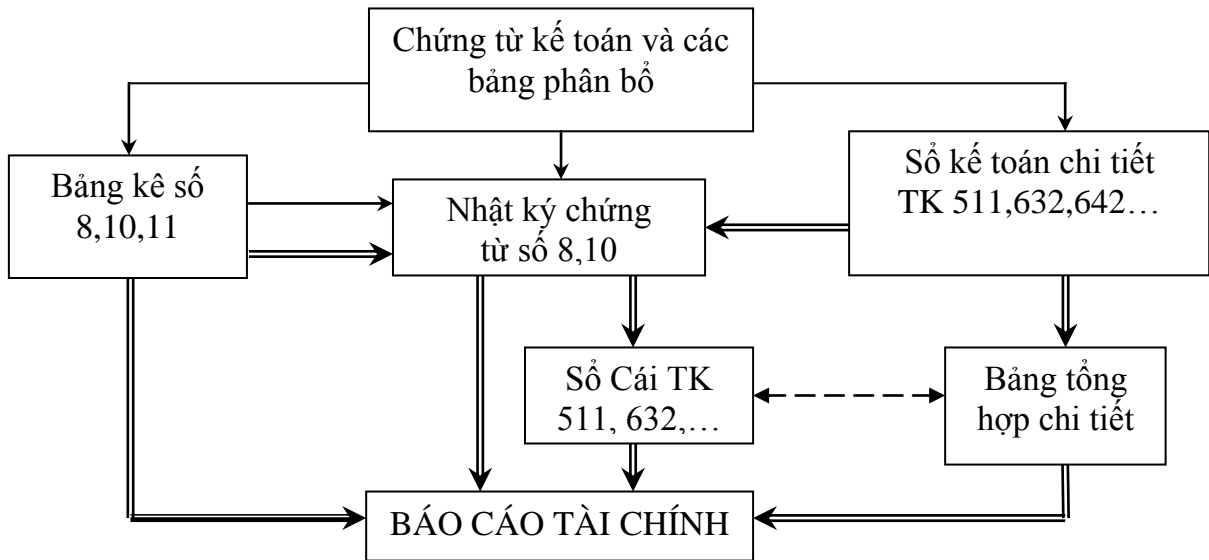 Chứng từ kế toán và các
bảng phân bổ
Bảng kê số
8,10,11
Nhật ký chứng
từ số 8,10
Sổ kế toán chi tiết
TK 511,632,642…
Sổ Cái TK
511, 632,…
Bảng tổng
hợp chi tiết
BÁO CÁO TÀI CHÍNH